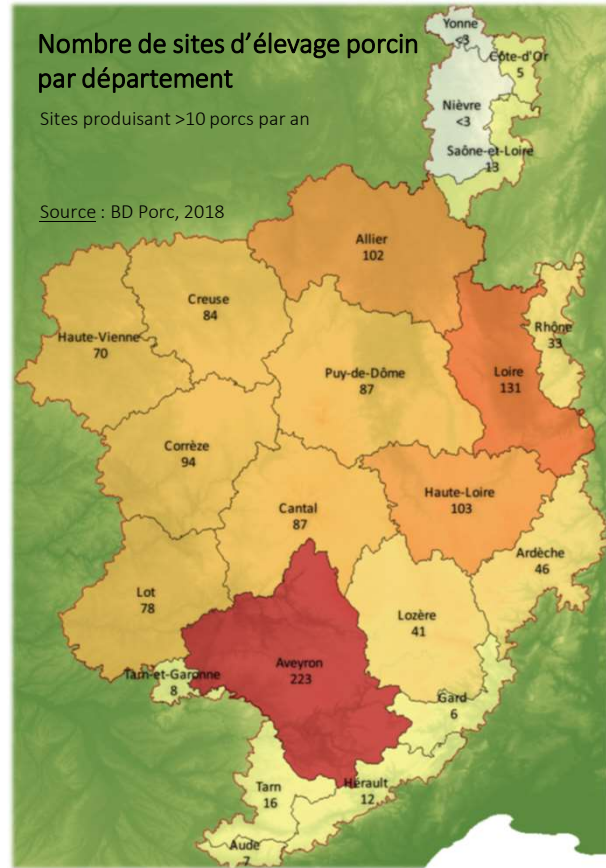 Nombre de sites d’élevage porcin
par département
Sites produisant >10 porcs par an
Source : BD Porc, 2018
Yonne
<3
Côte-d'Or
5
Nièvre
<3
Saône-et-Loire
13
Allier
102
Creuse
84
Haute-Vienne
70
Rhône
33
Puy-de-Dôme
87
Loire
131
Corrèze
94
Haute-Loire
103
Cantal
87
Ardèche
46
Lot
78
Lozère
41
Aveyron
223
Tarn-et-Garonne
8
Gard
6
Tarn
16
Hérault
12
Aude
7